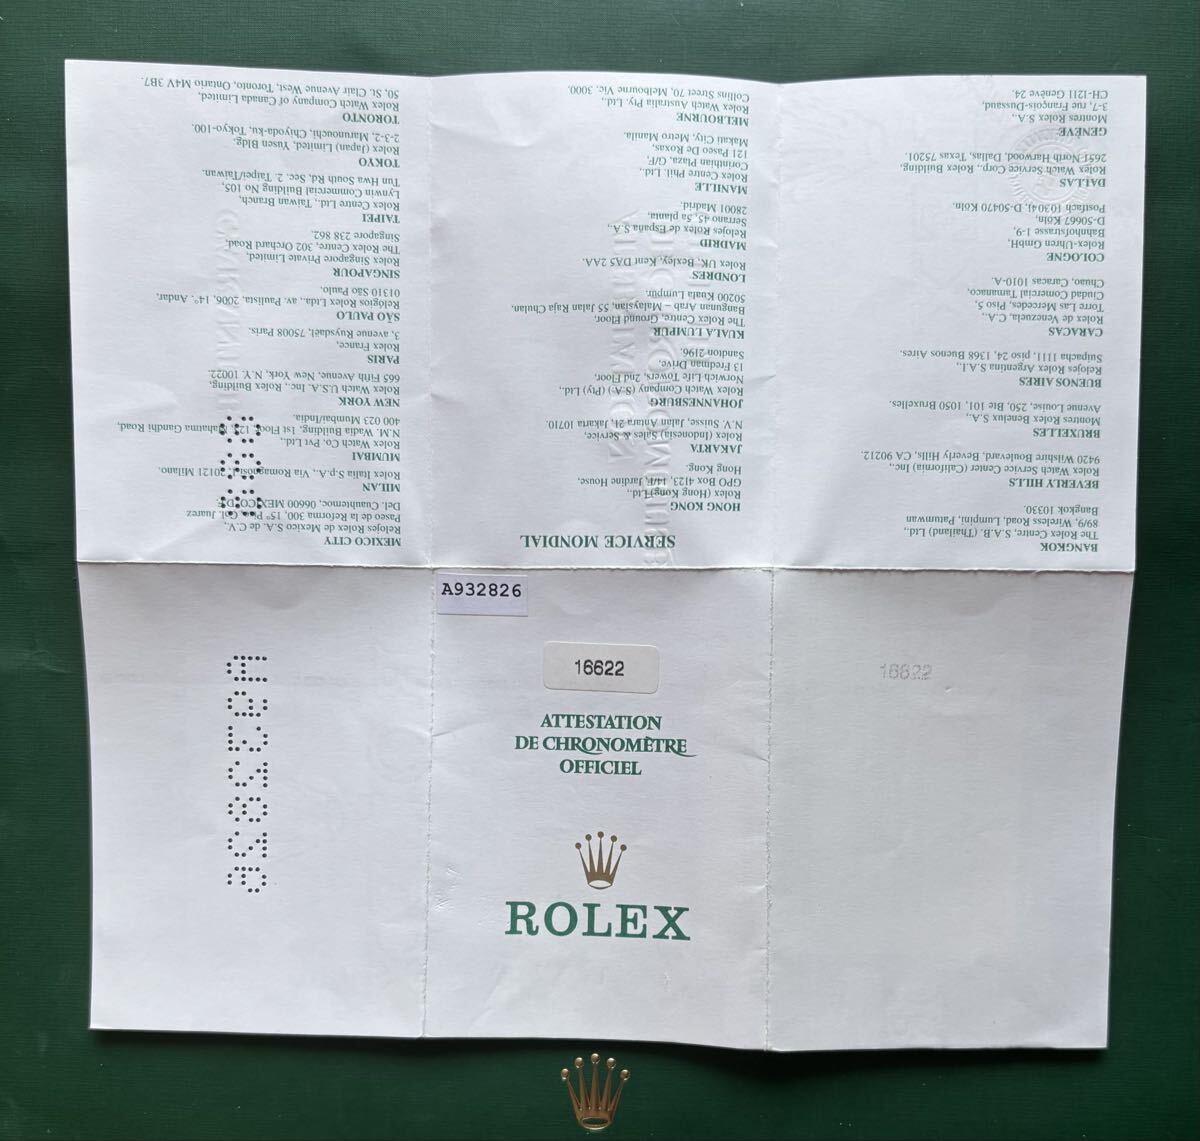 BANGKOK
The Rolex Centre, S.A.B. (Thailand) Ltd.,
89/9, Wireless Road, Lumpini, Patumwan
Bangkok 10330.
BEVERLY HILLS
Rolex Watch Service Center (California) Inc.,
9420 Wilshire Boulevard, Beverly Hills, CA 90212.
BRUXELLES
Montres Rolex Benelux S.A.,
Avenue Louise, 250, Bte 101, 1050 Bruxelles.
BUENOS AIRES
Relojes Rolex Argentina S.A.I.,
Suipacha 1111, piso 24, 1368 Buenos Aires.
CARACAS
Rolex de Venezuela, C.A.,
Torre Las Mercedes, Piso 5,
Ciudad Comercial Tamanaco,
Chuao, Caracas 1010-A
COLOGNE
Rolex-Uhren GmbH,
Bahnhofstrasse 1-9,
D-50667 Köln,
Postfach 103041, D-50470 Köln.
DALLAS
Rolex Watch Service Corp., Rolex Building,
2651 North Harwood, Dallas, Texas 75201.
GENÈVE
Montres Rolex S.A.
3-7, rue François-Dussaud,
CH-1211 Genève 24.
SERVICE MONDIAL
HONG KONG
Rolex (Hong Kong) Ltd.,
GPO Box 4123, 14/F, Jardine House,
Hong Kong.
JAKARTA
Rolex (Indonesia) Sales & Service,
N.V. Suisse, Jalan Antara 21, Jakarta 10710.
JOHANNESBURG
Rolex Watch Company (S.A.) (Pty) Ltd.,
Norwich Life Towers, 2nd Floor,
13 Fredman Drive,
Sandton 2196.
KUALA LUMPUR
The Rolex Centre, Ground Floor,
Bangunan Arab – Malaysian, 55 Jalan Raja Chulan,
50200 Kuala Lumpur.
LONDRES
Rolex UK, Bexley, Kent DA5 2AA.
MADRID
Relojes Rolex de España S.A.,
Serrano 45, 5a planta,
28001 Madrid.
MANILLE
Rolex Centre Phil. Ltd.,
Corinthian Plaza, G/F,
121 Paseo De Roxas,
Makati City, Metro Manila.
MELBOURNE
Rolex Watch Australia Pty. Ltd.,
Collins Street 70, Melbourne Vic. 3000.
MEXICO CITY
Relojes Rolex de Mexico S.A. de C.V.,
Paseo de la Reforma 300, 15° Piso, Col. Juarez
Del. Cuauhtemoc, 06600 MEXICO, D.F.
MILAN
Rolex Italia S.p.A., Via Romagnosi 1, 20121 Milano.
MUMBAI
Rolex Watch Co. Pvt Ltd.,
N.M. Wadia Building, 1st Floor, 123, Mahatma Gandhi Road,
400 023 Mumbai/India.
NEW YORK
Rolex Watch U.S.A. Inc., Rolex Building,
665 Fifth Avenue, New York, N.Y. 10022
PARIS
Rolex France,
3, avenue Ruysdaël, 75008 Paris.
SÃO PAULO
Relogios Rolex Ltda., av. Paulista, 2006, 14°. Andar,
01310 São Paulo.
SINGAPOUR
Rolex Singapore Private Limited,
The Rolex Centre, 302 Orchard Road,
Singapore 238 862.
TAIPEI
Rolex Centre Ltd., Taiwan Branch,
Lynwin Commercial Building No 105,
Tun Hwa South Rd. Sec. 2. Taipei/Taiwan.
TOKYO
Rolex (Japan) Limited, Yusen Bldg.
2-3-2, Marunouchi, Chiyoda-ku, Tokyo-100.
TORONTO
Rolex Watch Company of Canada Limited,
50, St. Clair Avenue West, Toronto, Ontario M4V 3B7.
A932826
A932826
16622
16622
ATTESTATION
DE CHRONOMÈTRE
OFFICIEL
ROLEX